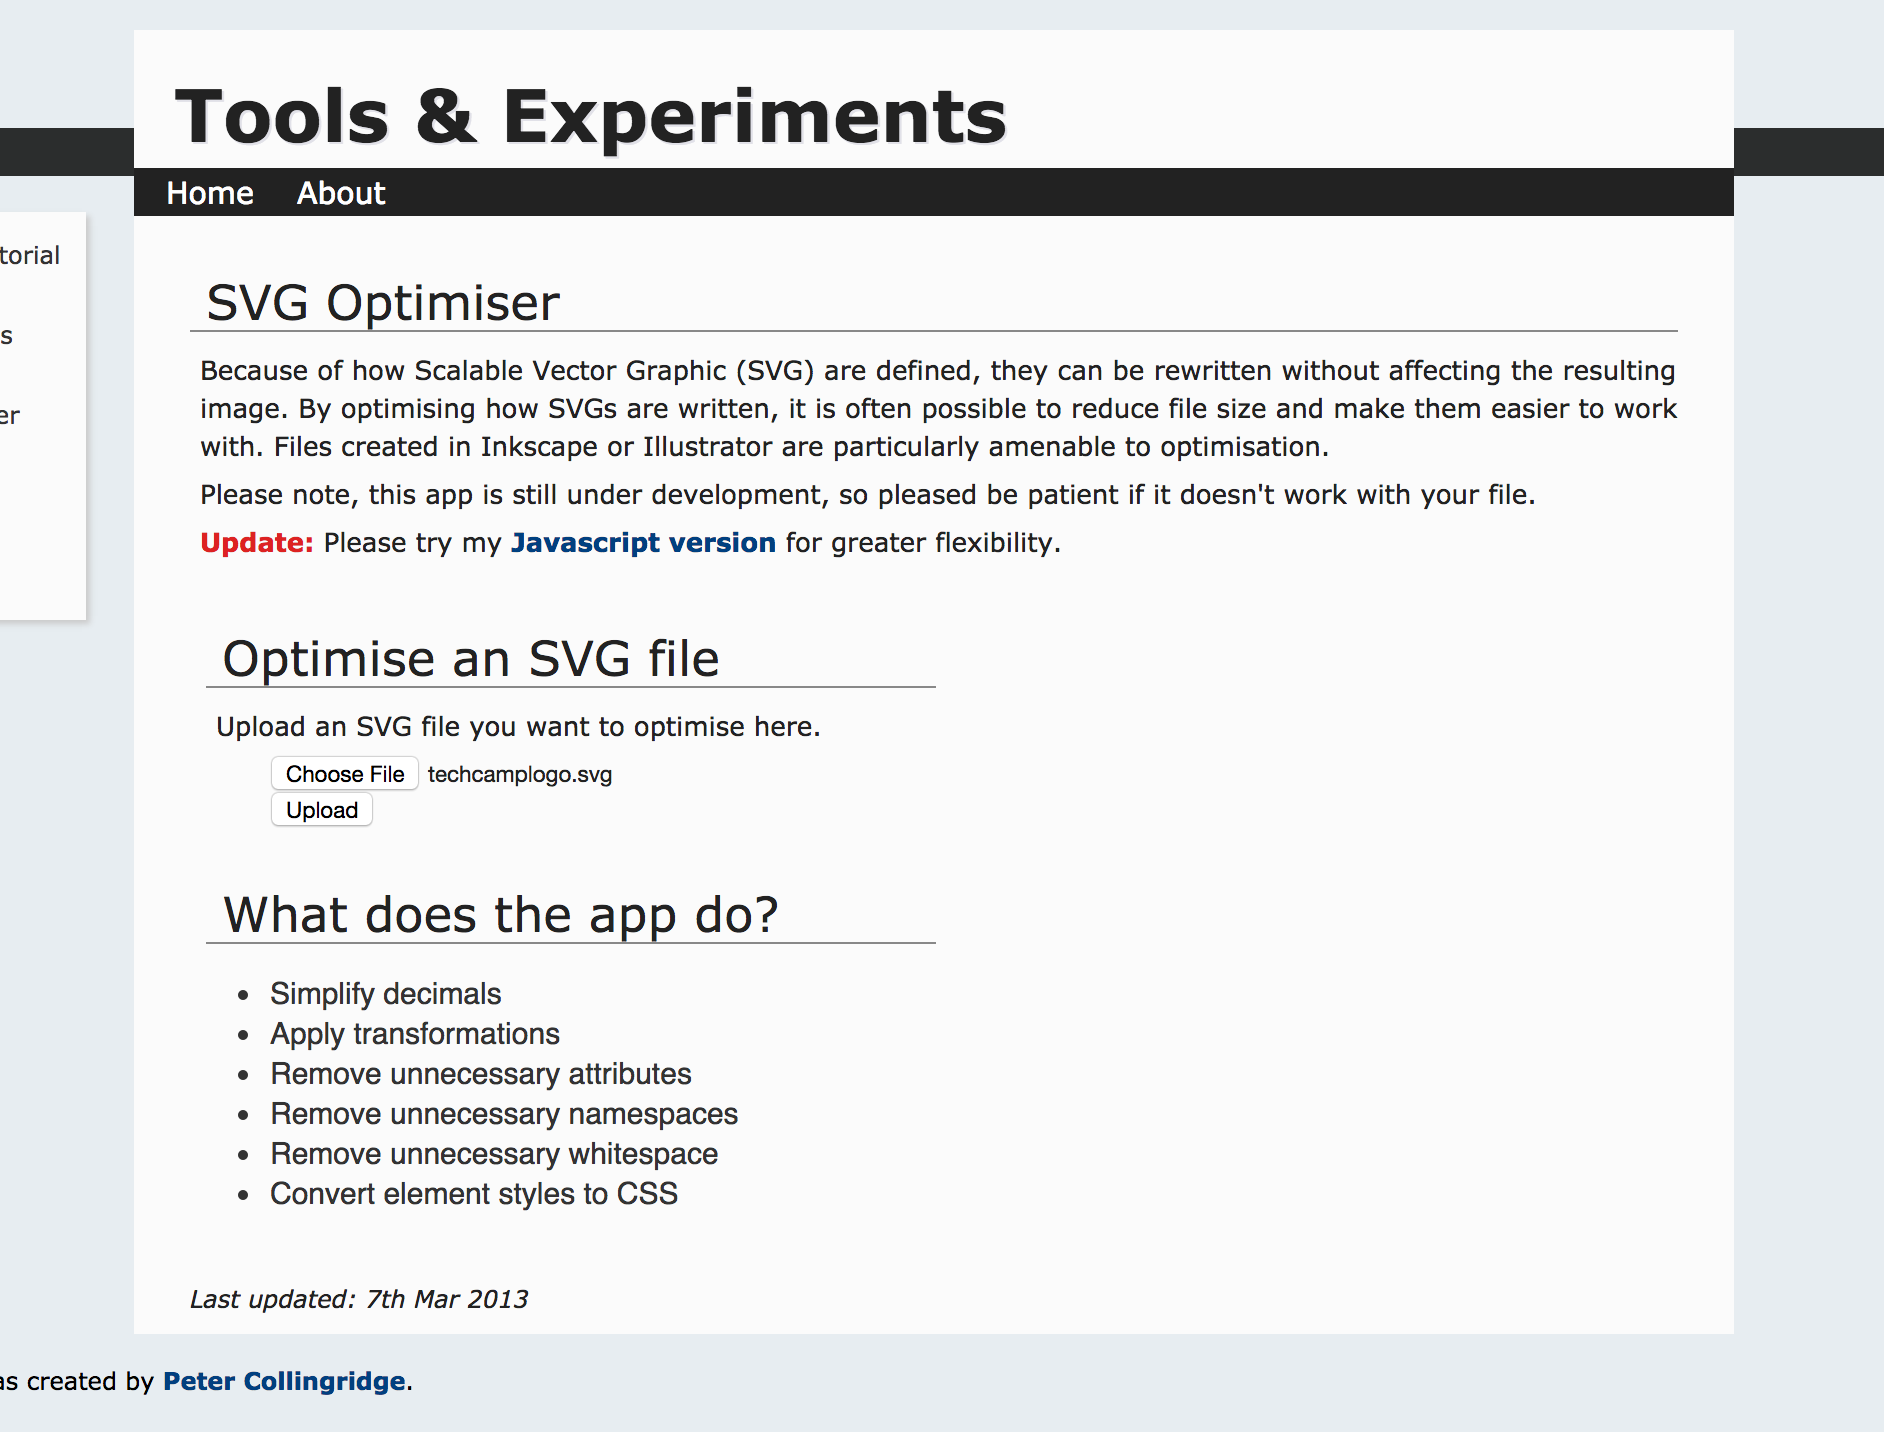 Tools & Experiments
Home About
torial
s
er
SVG Optimiser
Because of how Scalable Vector Graphic (SVG) are defined, they can be rewritten without affecting the resulting
image. By optimising how SVGs are written, it is often possible to reduce file size and make them easier to work
with. Files created in Inkscape or Illustrator are particularly amenable to optimisation.
Please note, this app is still under development, so pleased be patient if it doesn't work with your file.
Update: Please try my Javascript version for greater flexibility.
Optimise an SVG file
Upload an SVG file you want to optimise here.
Choose File techcamplogo.svg
Upload
What does the app do?
• Simplify decimals
• Apply transformations
• Remove unnecessary attributes
• Remove unnecessary namespaces
• Remove unnecessary whitespace
• Convert element styles to CSS
Last updated: 7th Mar 2013
as created by Peter Collingridge.